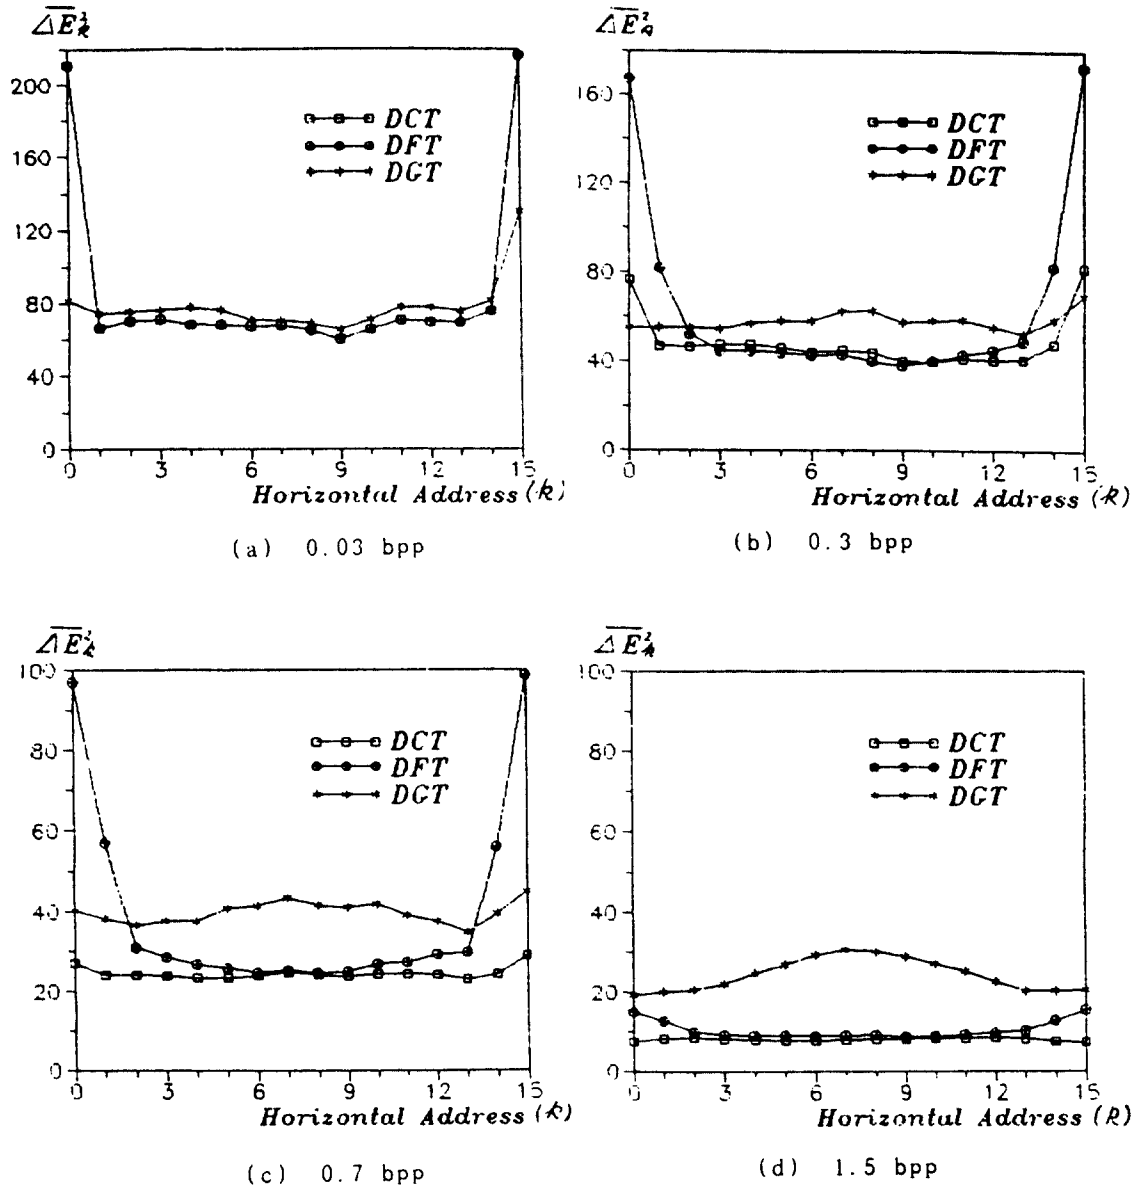 ΔE²k
200
160
120
80
40
0
DCT
DFT
DGT
0 3 6 9 12 15
Horizontal Address (k)
(a) 0.03 bpp
ΔE²k
160
120
80
40
0
DCT
DFT
DGT
0 3 6 9 12 15
Horizontal Address (k)
(b) 0.3 bpp
ΔE²k
100
80
60
40
20
0
DCT
DFT
DGT
0 3 6 9 12 15
Horizontal Address (k)
(c) 0.7 bpp
ΔE²k
100
80
60
40
20
0
DCT
DFT
DGT
0 3 6 9 12 15
Horizontal Address (k)
(d) 1.5 bpp